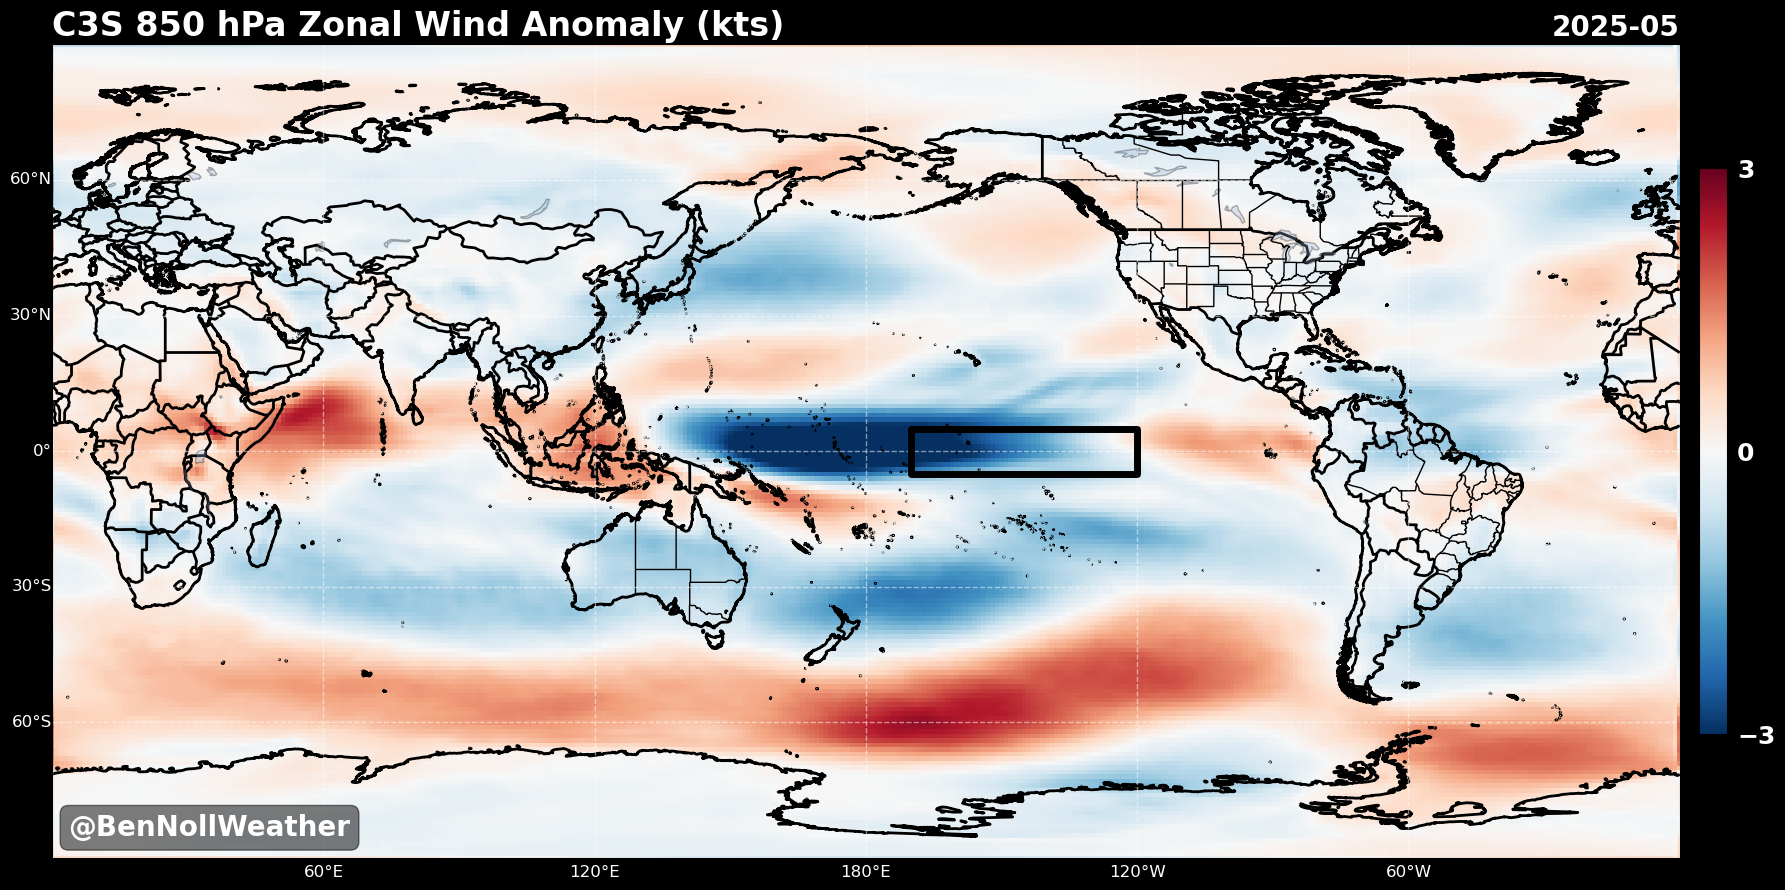 C3S 850 hPa Zonal Wind Anomaly (kts)
2025-05
60°N
30°N
0°
30°S
60°S
3
0
−3
@BenNollWeather
60°E
120°E
180°E
120°W
60°W